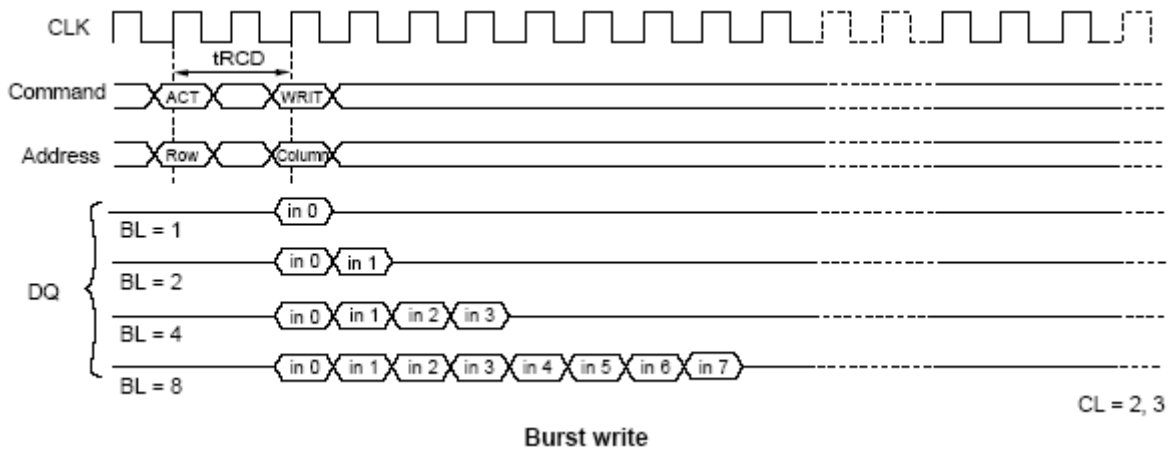 CLK
tRCD
Command ACT WRIT
Address Row Column
in 0
BL = 1
in 0 in 1
BL = 2
DQ
in 0 in 1 in 2 in 3
BL = 4
in 0 in 1 in 2 in 3 in 4 in 5 in 6 in 7
BL = 8
CL = 2, 3
Burst write